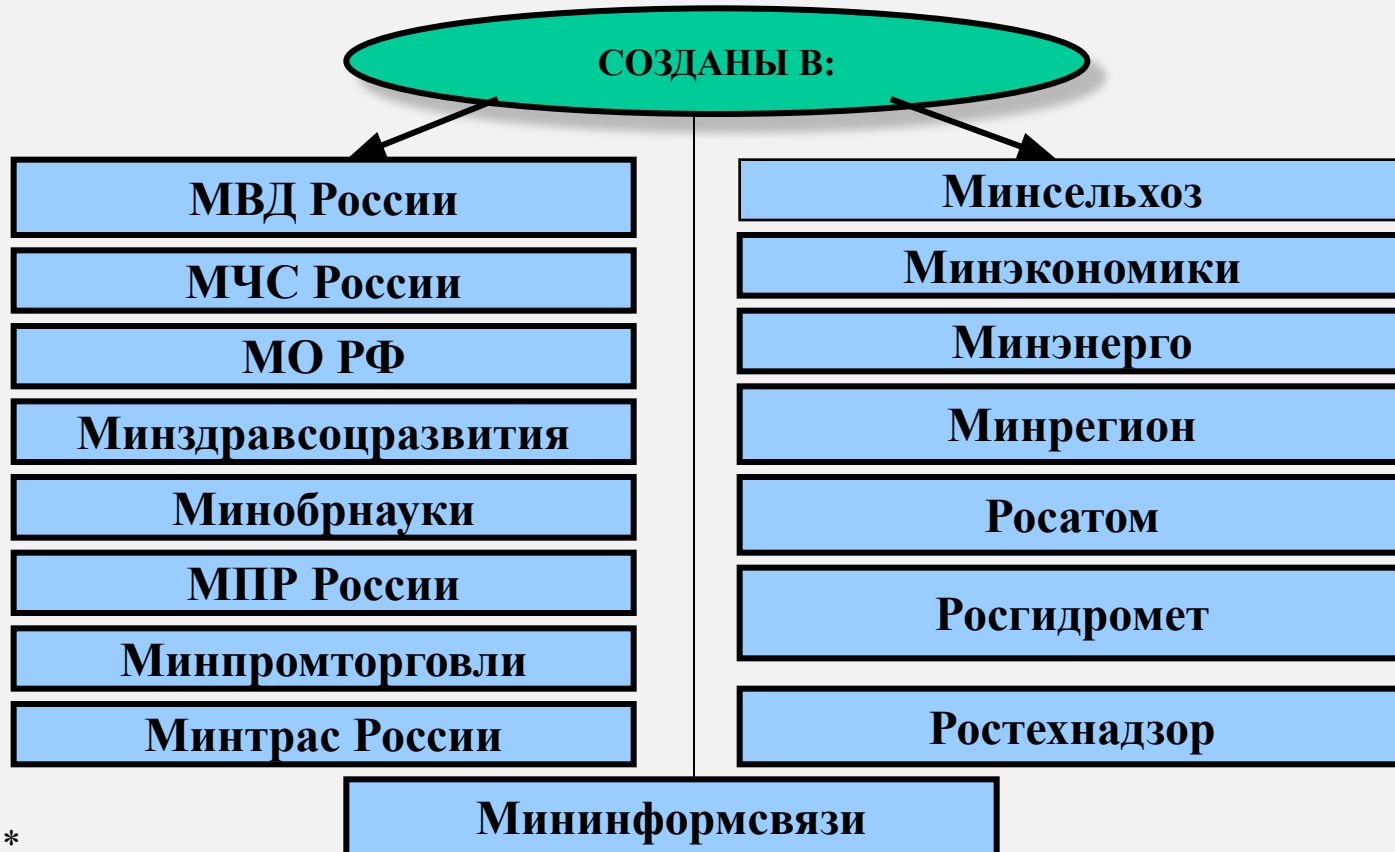 СОЗДАНЫ В:
МВД России
МЧС России
МО РФ
Минздравсоцразвития
Минобрнауки
МПР России
Минпромторговли
Минтрас России
Минсельхоз
Минэкономики
Минэнерго
Минрегион
Росатом
Росгидромет
Ростехнадзор
Мининформсвязи
*